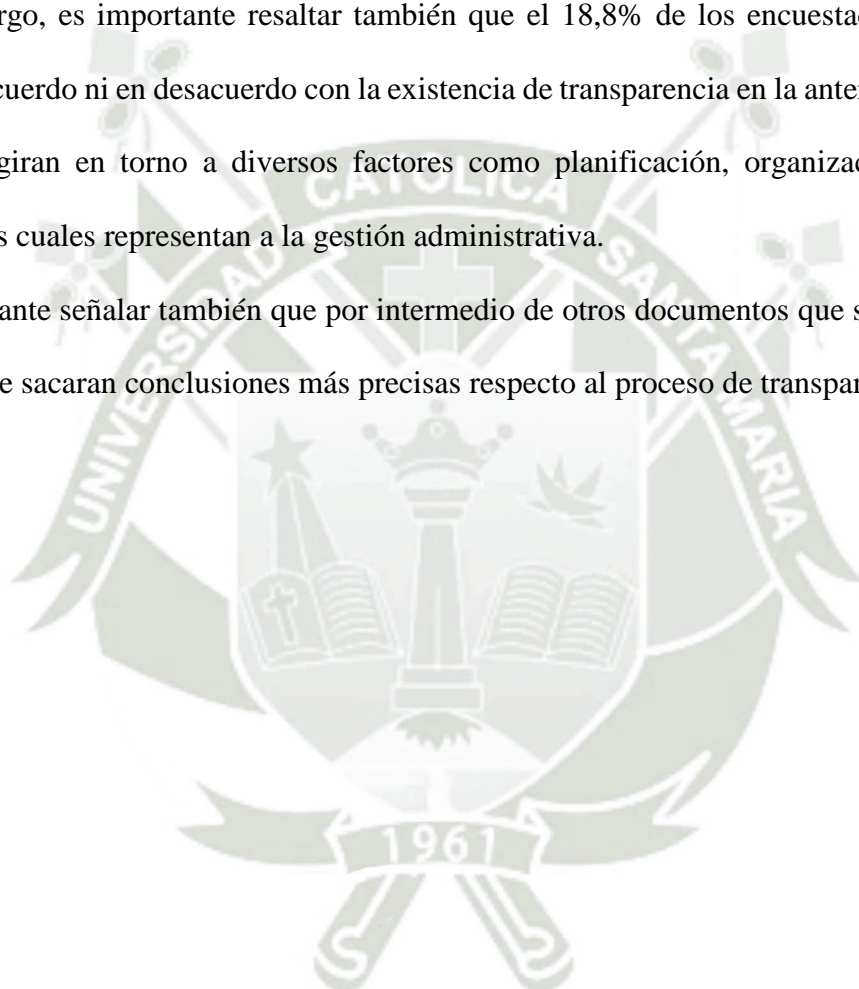 rgo, es importante resaltar también que el 18,8% de los encuestad
cuerdo ni en desacuerdo con la existencia de transparencia en la anter
giran en torno a diversos factores como planificación, organizac
s cuales representan a la gestión administrativa.
ante señalar también que por intermedio de otros documentos que s
e sacaran conclusiones más precisas respecto al proceso de transpar
UNIVERSIDAD CATOLICA SANTA MARIA
1961